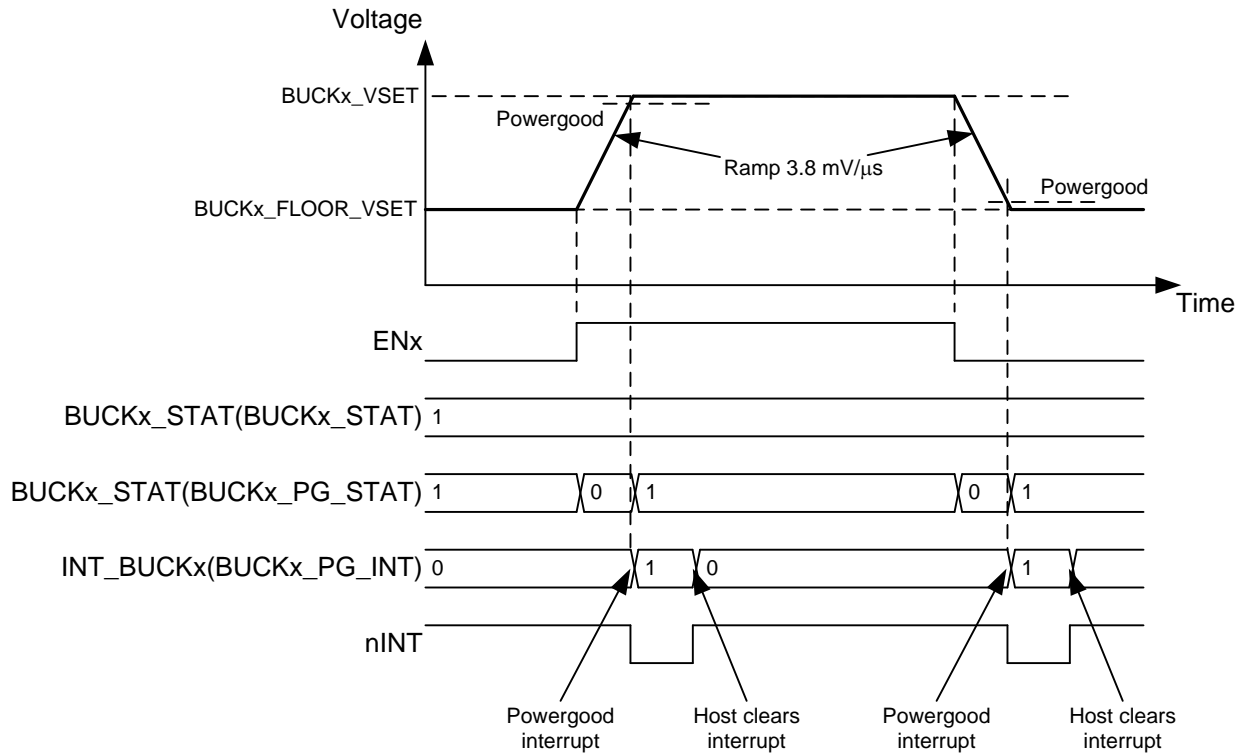 Voltage
BUCKx_VSET
Powergood
Ramp 3.8 mV/μs
Powergood
BUCKx_FLOOR_VSET
Time
ENx
BUCKx_STAT(BUCKx_STAT) 1
BUCKx_STAT(BUCKx_PG_STAT) 1 0 1 0 1
INT_BUCKx(BUCKx_PG_INT) 0 1 0 1
nINT
Powergood
interrupt
Host clears
interrupt
Powergood
interrupt
Host clears
interrupt